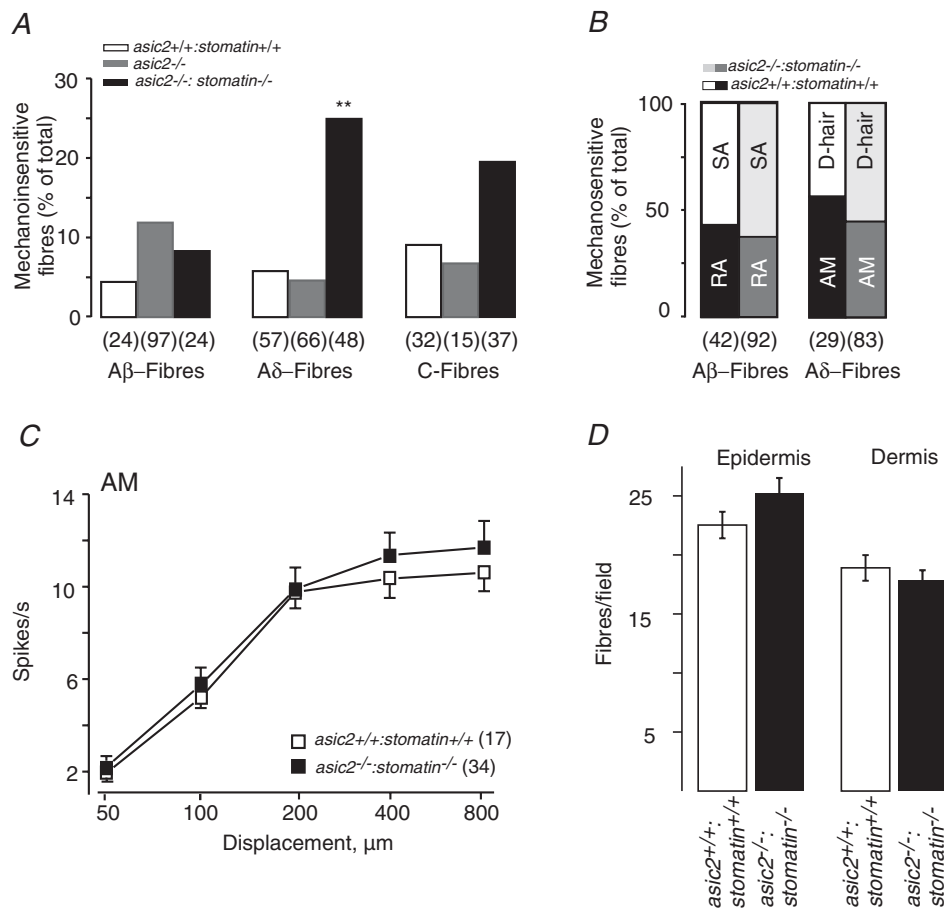 A
asic2+/+:stomatin+/+
asic2-/-
asic2-/-: stomatin-/-
Mechanoinsensitive
fibres (% of total)
30
20
10
0
**
(24)(97)(24) (57)(66)(48) (32)(15)(37)
Aβ–Fibres Aδ–Fibres C-Fibres
B
asic2-/-:stomatin-/-
asic2+/+:stomatin+/+
Mechanosensitive
fibres (% of total)
100
50
0
SA SA D-hair D-hair
RA RA AM AM
(42)(92) (29)(83)
Aβ–Fibres Aδ–Fibres
C
AM
Spikes/s
14
10
6
2
asic2+/+:stomatin+/+ (17)
asic2-/-:stomatin-/- (34)
50 100 200 400 800
Displacement, µm
D
Epidermis Dermis
Fibres/field
25
15
5
asic2+/+:
stomatin+/+
asic2-/-:
stomatin-/-
asic2+/+:
stomatin+/+
asic2-/-:
stomatin-/-